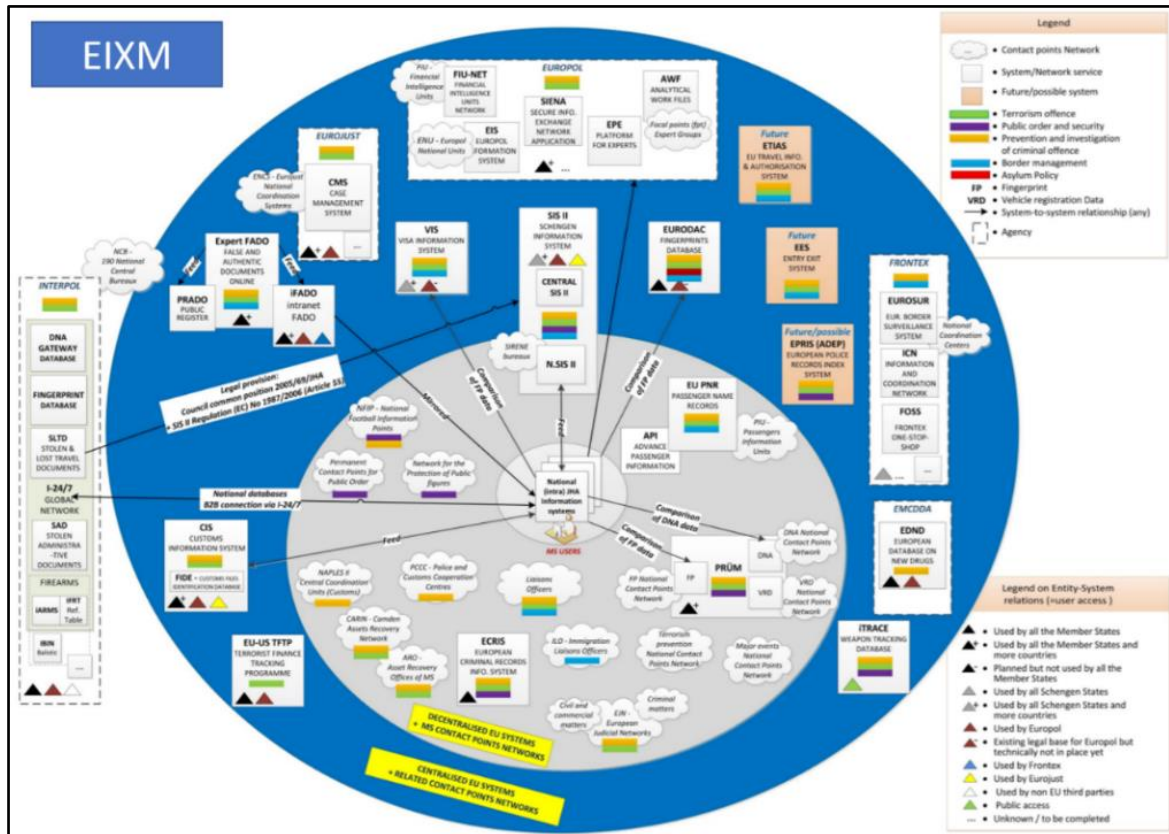 EIXM
EUROPOL
FIU -
Financial
Intelligence
Units
FIU-NET
FINANCIAL
INTELLIGENCE
UNITS
NETWORK
SIENA
SECURE INFO.
EXCHANGE
NETWORK
APPLICATION
AWF
ANALYTICAL
WORK FILES
ENU - Europol
National Units
EIS
EUROPOL
INFORMATION
SYSTEM
EPE
PLATFORM
FOR EXPERTS
Focal points (fpt)
Expert Groups
+ ...
EUROJUST
ENCS - Eurojust
National
Coordination
Systems
CMS
CASE
MANAGEMENT
SYSTEM
...
NCB -
190 National
Central
Bureaux
Expert FADO
FALSE AND
AUTHENTIC
DOCUMENTS
ONLINE
Feed
Feed
PRADO
PUBLIC
REGISTER
iFADO
intranet
FADO
VIS
VISA INFORMATION
SYSTEM
SIS II
SCHENGEN
INFORMATION
SYSTEM
CENTRAL
SIS II
SIRENE
bureaux
N.SIS II
EURODAC
FINGERPRINTS
DATABASE
Future
ETIAS
EU TRAVEL INFO.
& AUTHORISATION
SYSTEM
Future
EES
ENTRY EXIT
SYSTEM
Future/possible
EPRIS (ADEP)
EUROPEAN POLICE
RECORDS INDEX
SYSTEM
FRONTEX
EUROSUR
EUR. BORDER
SURVEILLANCE
SYSTEM
National
Coordination
Centers
ICN
INFORMATION
AND
COORDINATION
NETWORK
FOSS
FRONTEX
ONE-STOP-
SHOP
...
INTERPOL
DNA
GATEWAY
DATABASE
FINGERPRINT
DATABASE
SLTD
STOLEN &
LOST TRAVEL
DOCUMENTS
I-24/7
GLOBAL
NETWORK
SAD
STOLEN
ADMINISTRA
-TIVE
DOCUMENTS
FIREARMS
IARMS
IFRT
Ref.
Table
IBIN
Ballistic
...
Legal provision:
Council common position 2005/69/JHA
+ SIS II Regulation (EC) No 1987/2006 (Article 55)
Mirrored
Comparison
of FP data
Feed
Comparison
of FP data
NFIP - National
Football Information
Points
Permanent
Contact Points for
Public Order
Network for the
Protection of Public
figures
EU PNR
PASSENGER NAME
RECORDS
API
ADVANCE
PASSENGER
INFORMATION
PIU -
Passengers
Information
Units
National databases
B2B connection via I-24/7
National
(intra) JHA
information
systems
MS USERS
Comparison
of DNA data
Comparison
of FP data
Feed
CIS
CUSTOMS
INFORMATION SYSTEM
FIDE = CUSTOMS FILES
IDENTIFICATION DATABASE
NAPLES II
Central Coordination
Units (Customs)
PCCC - Police and
Customs Cooperation
Centres
Liaisons
Officers
FP National
Contact Points
Network
FP
PRÜM
DNA
VRD
DNA National
Contact Points
Network
VRD
National
Contact Points
Network
EMCDDA
EDND
EUROPEAN
DATABASE ON
NEW DRUGS
CARIN - Camden
Assets Recovery
Network
ARO -
Asset Recovery
Offices of MS
ECRIS
EUROPEAN
CRIMINAL RECORDS
INFO. SYSTEM
ILO - Immigration
Liaisons Officers
Terrorism
prevention
National Contact
Points Network
Major events
National Contact
Points Network
iTRACE
WEAPON TRACKING
DATABASE
EU-US TFTP
TERRORIST FINANCE
TRACKING
PROGRAMME
Civil and
commercial
matters
EJN -
European
Judicial Networks
Criminal
matters
DECENTRALISED EU SYSTEMS
+ MS CONTACT POINTS NETWORKS
CENTRALISED EU SYSTEMS
+ RELATED CONTACT POINTS NETWORKS
Legend
... • Contact points Network
• System/Network service
• Future/possible system
• Terrorism offence
• Public order and security
• Prevention and investigation
of criminal offence
• Border management
• Asylum Policy
FP • Fingerprint
VRD • Vehicle registration Data
• System-to-system relationship (any)
• Agency
Legend on Entity-System
relations (=user access )
• Used by all the Member States
+ • Used by all the Member States and
more countries
- • Planned but not used by all the
Member States
• Used by all Schengen States
+ • Used by all Schengen States and
more countries
• Used by Europol
- • Existing legal base for Europol but
technically not in place yet
• Used by Frontex
• Used by Eurojust
• Used by non EU third parties
• Public access
... • Unknown / to be completed